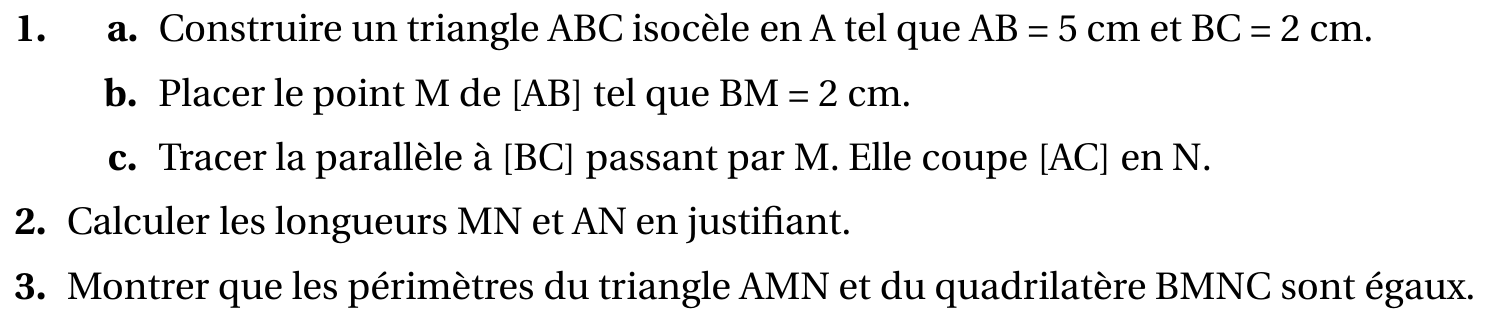 1. a. Construire un triangle ABC isocèle en A tel que AB = 5 cm et BC = 2 cm.
b. Placer le point M de [AB] tel que BM = 2 cm.
c. Tracer la parallèle à [BC] passant par M. Elle coupe [AC] en N.
2. Calculer les longueurs MN et AN en justifiant.
3. Montrer que les périmètres du triangle AMN et du quadrilatère BMNC sont égaux.